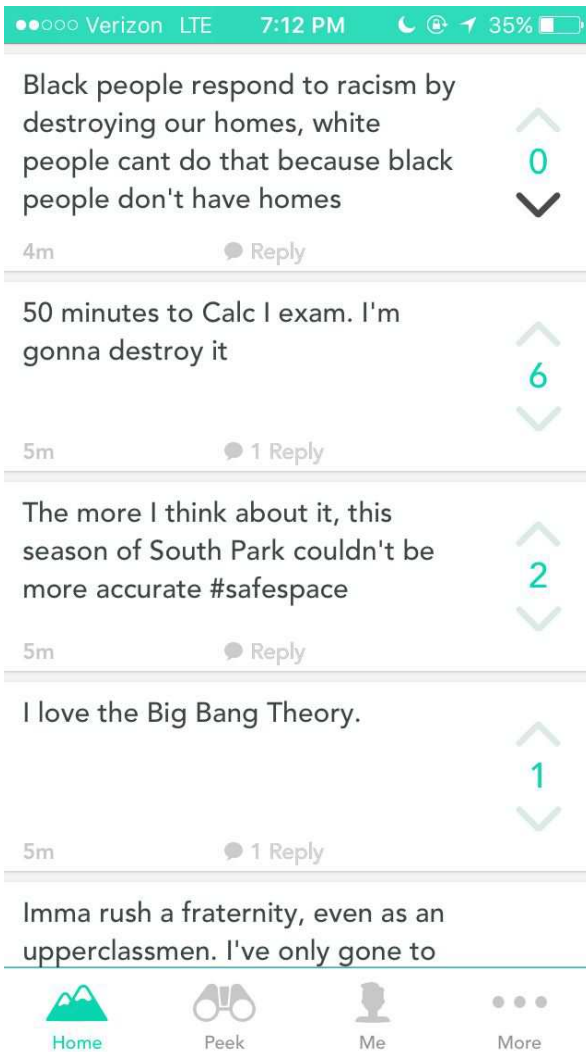 Verizon LTE 7:12 PM 35%
Black people respond to racism by
destroying our homes, white
people cant do that because black
people don't have homes
0
4m Reply
50 minutes to Calc I exam. I'm
gonna destroy it
6
5m 1 Reply
The more I think about it, this
season of South Park couldn't be
more accurate #safespace
2
5m Reply
I love the Big Bang Theory.
1
5m 1 Reply
Imma rush a fraternity, even as an
upperclassmen. I've only gone to
Home Peek Me More